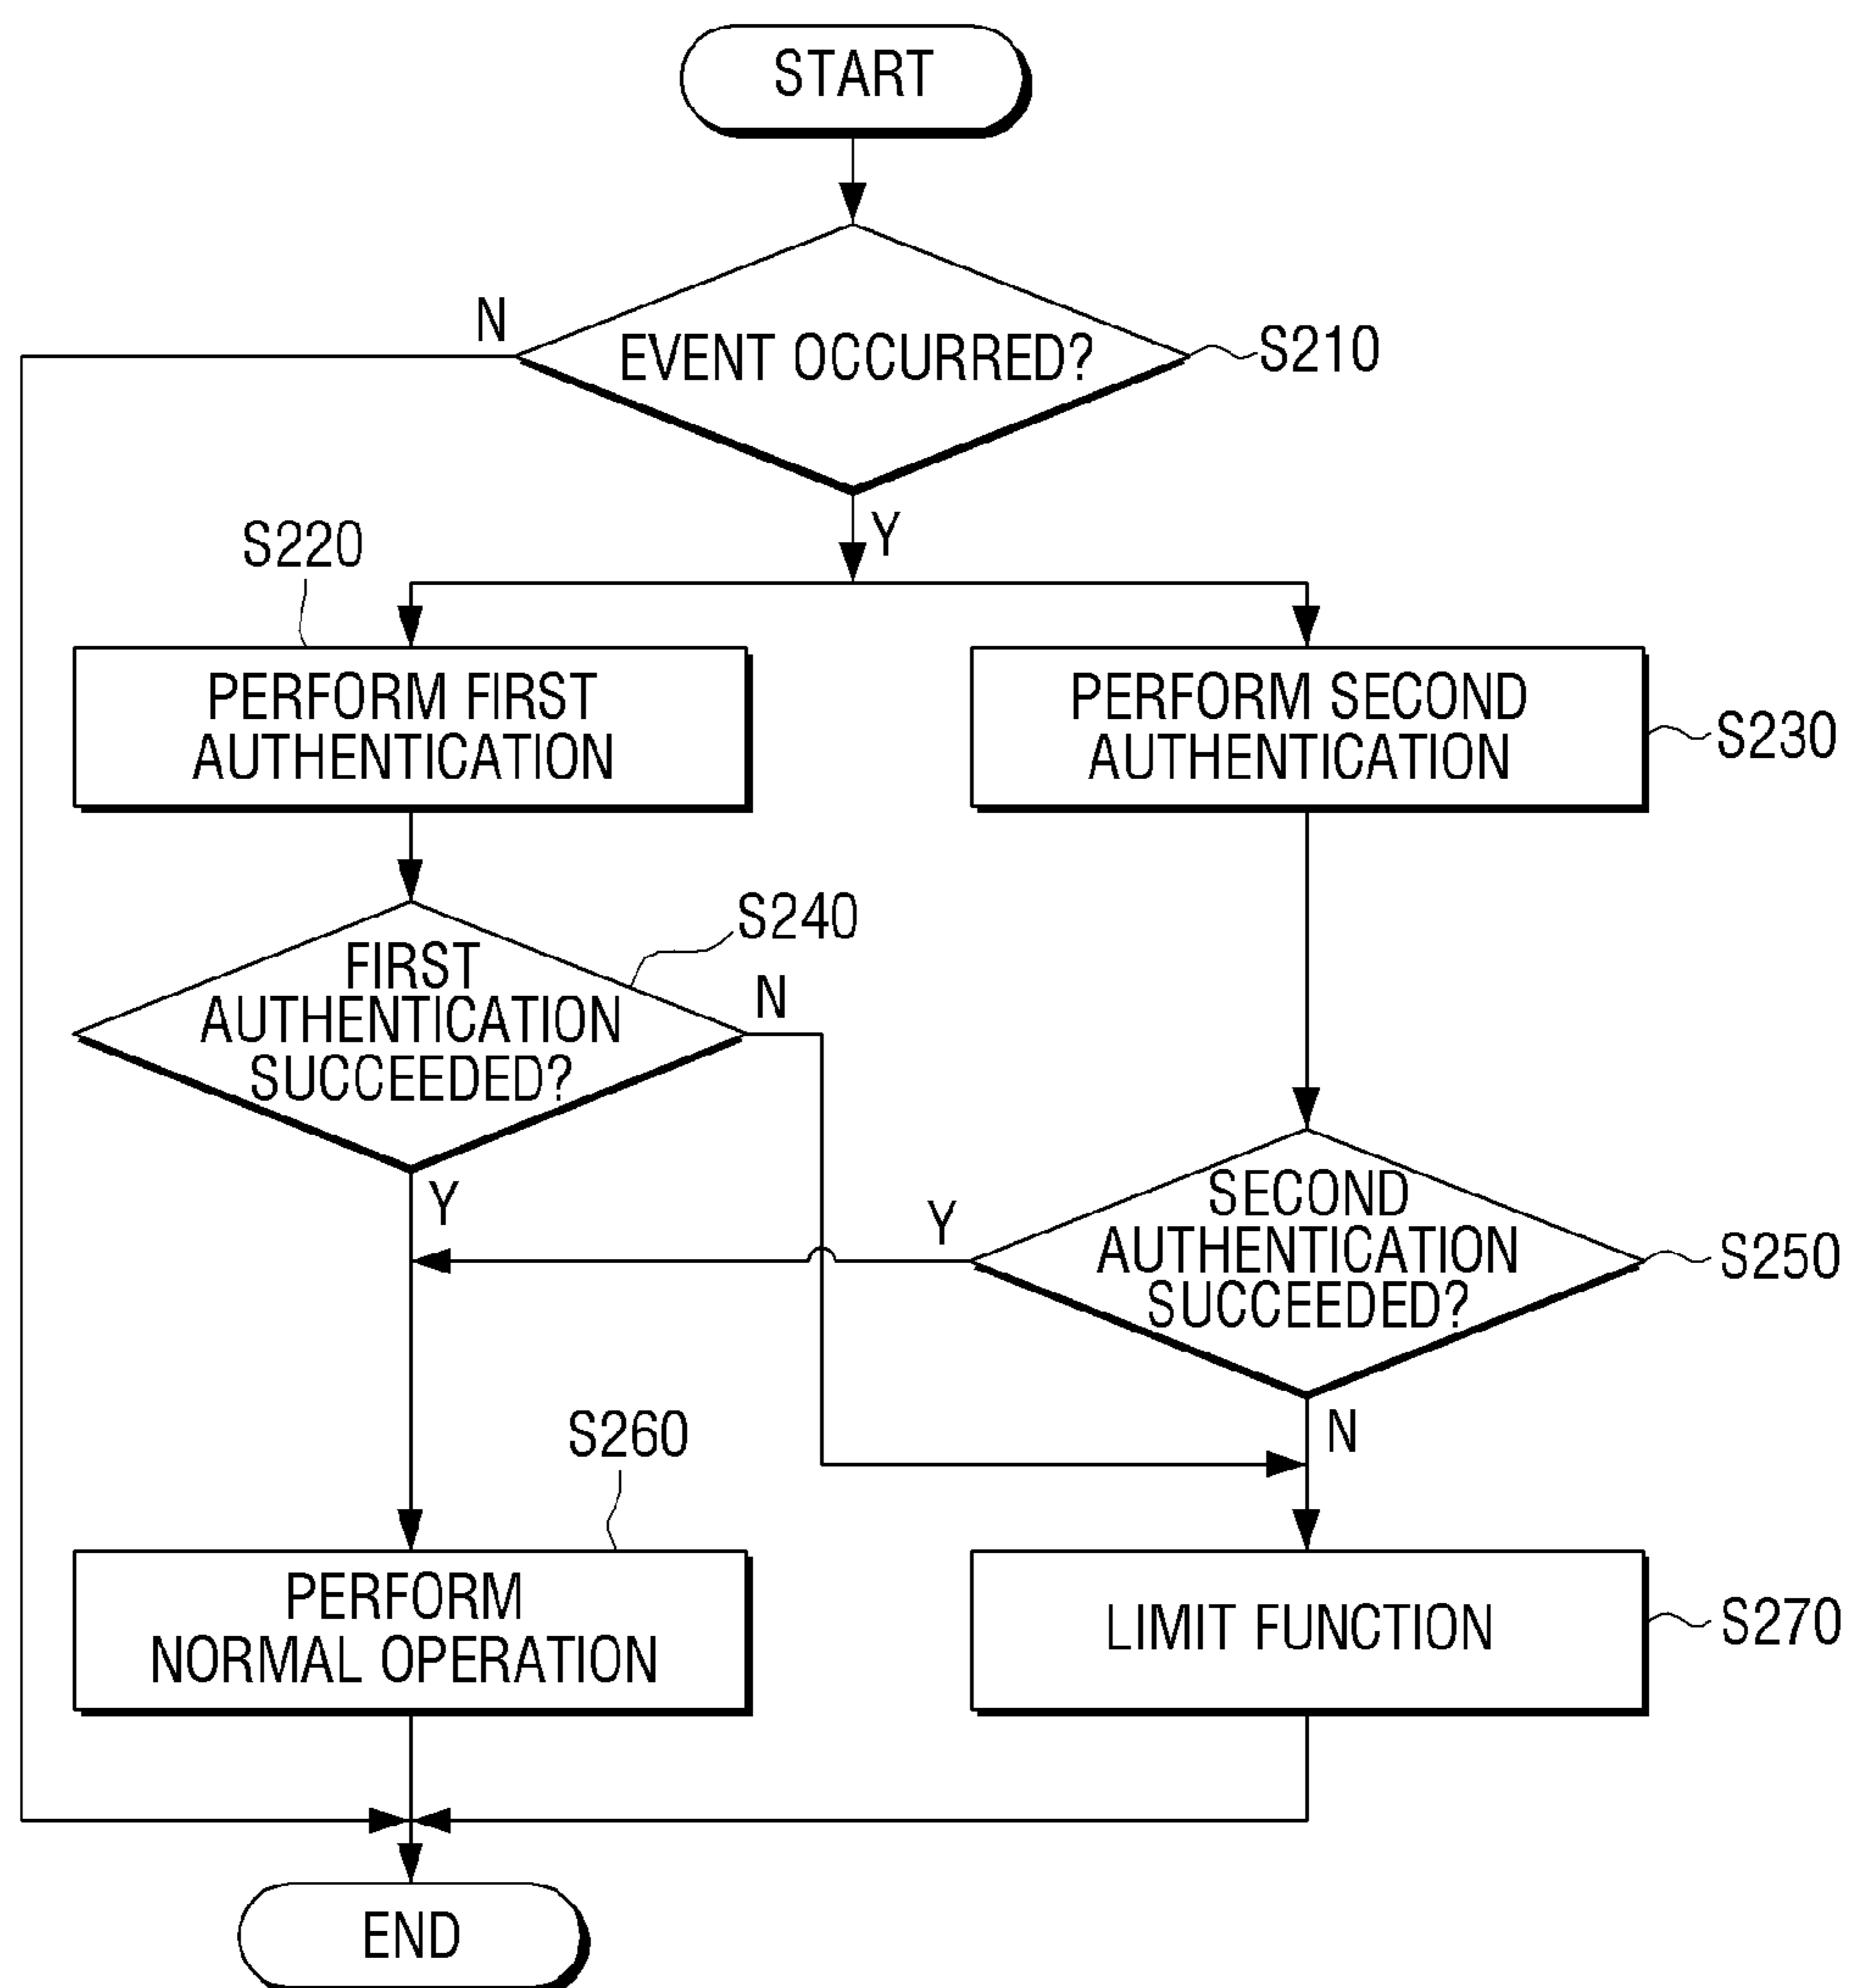 START
N
EVENT OCCURRED?
S210
Y
S220
PERFORM FIRST
AUTHENTICATION
PERFORM SECOND
AUTHENTICATION
S230
S240
FIRST
AUTHENTICATION
SUCCEEDED?
N
Y
Y
SECOND
AUTHENTICATION
SUCCEEDED?
S250
N
S260
PERFORM
NORMAL OPERATION
LIMIT FUNCTION
S270
END